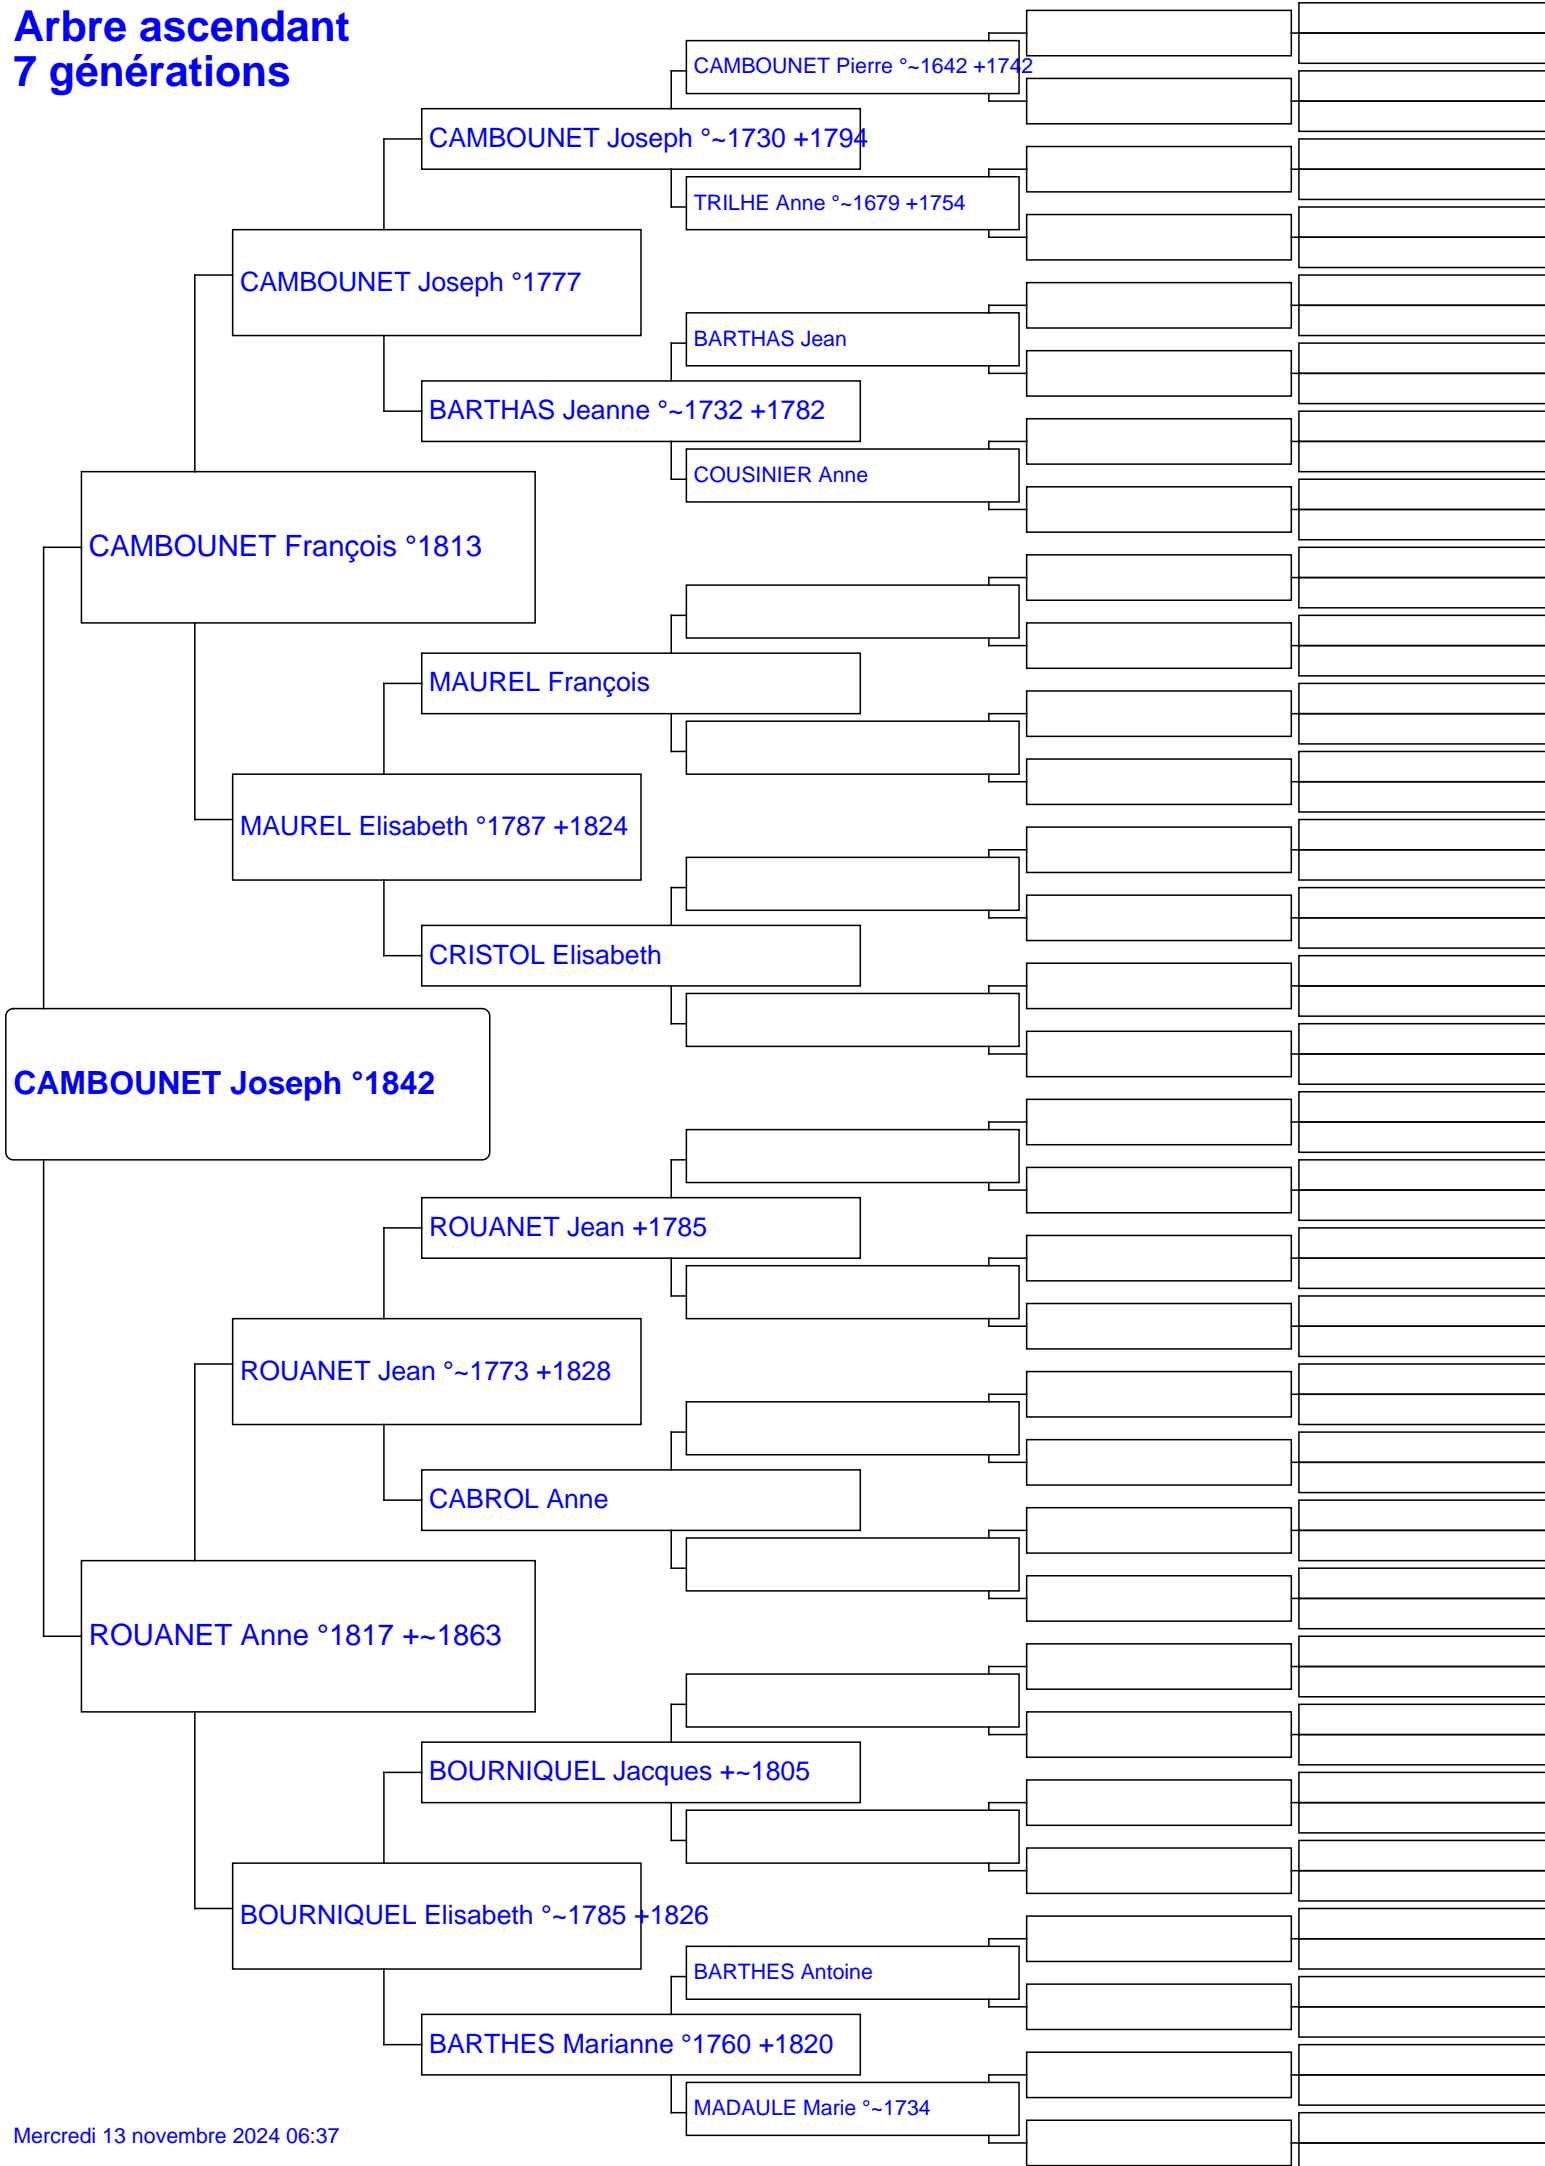 Arbre ascendant
7 générations
CAMBOUNET Pierre °~1642 +1742
CAMBOUNET Joseph °~1730 +1794
TRILHE Anne °~1679 +1754
CAMBOUNET Joseph °1777
BARTHAS Jean
BARTHAS Jeanne °~1732 +1782
COUSINIER Anne
CAMBOUNET François °1813
MAUREL François
MAUREL Elisabeth °1787 +1824
CRISTOL Elisabeth
CAMBOUNET Joseph °1842
ROUANET Jean +1785
ROUANET Jean °~1773 +1828
CABROL Anne
ROUANET Anne °1817 +~1863
BOURNIQUEL Jacques +~1805
BOURNIQUEL Elisabeth °~1785 +1826
BARTHES Antoine
BARTHES Marianne °1760 +1820
MADAULE Marie °~1734
Mercredi 13 novembre 2024 06:37